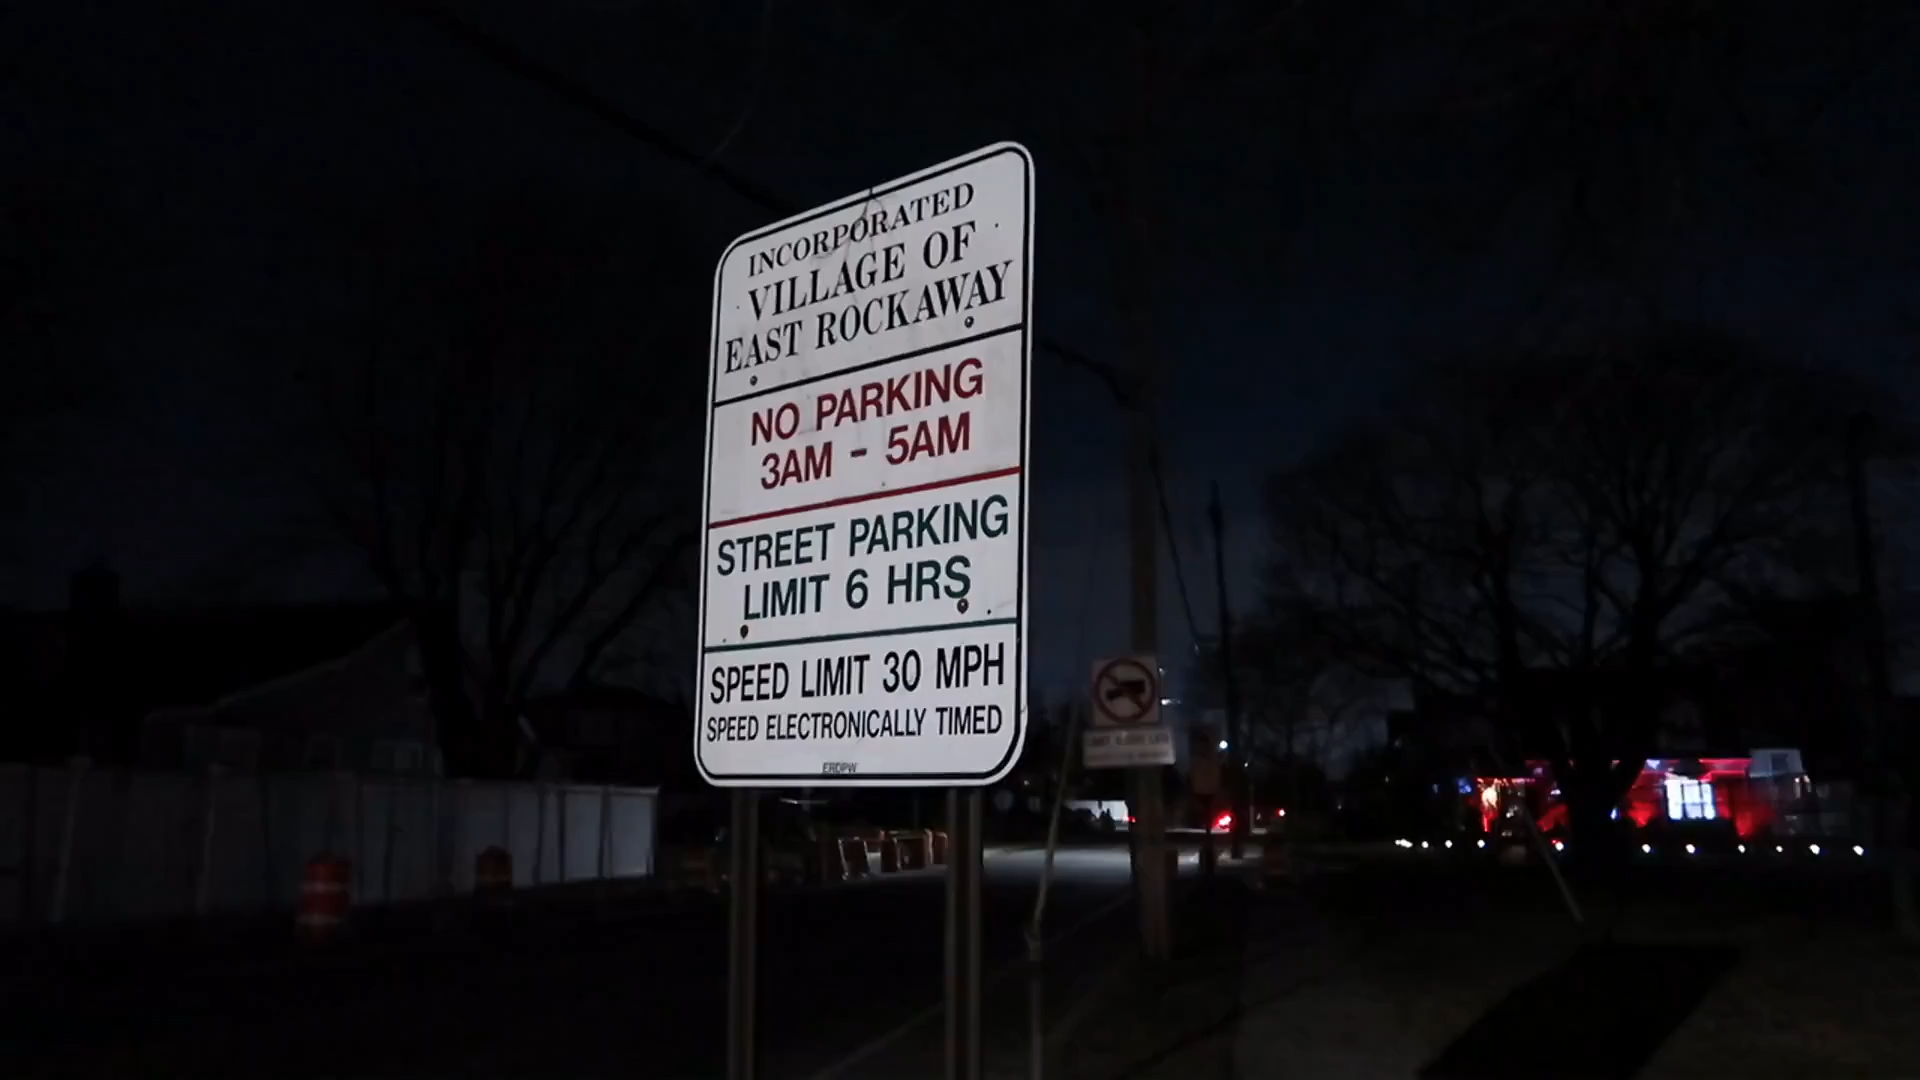 INCORPORATED
VILLAGE OF
EAST ROCKAWAY
NO PARKING
3AM - 5AM
STREET PARKING
LIMIT 6 HRS
SPEED LIMIT 30 MPH
SPEED ELECTRONICALLY TIMED
ERDPW